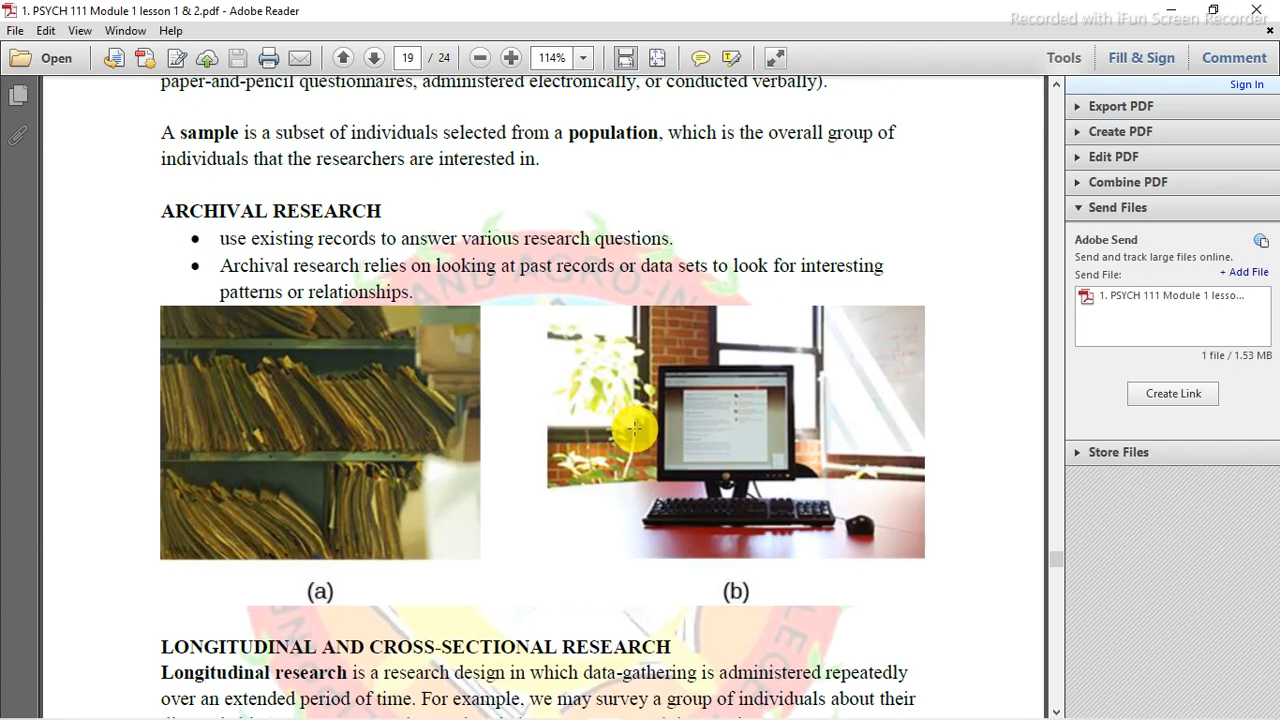 1. PSYCH 111 Module 1 lesson 1 & 2.pdf - Adobe Reader
Recorded with iFun Screen Recorder
File Edit View Window Help
Open 19 / 24 114% Tools Fill & Sign Comment
paper-and-pencil questionnaires, administered electronically, or conducted verbally).
A sample is a subset of individuals selected from a population, which is the overall group of
individuals that the researchers are interested in.
ARCHIVAL RESEARCH
• use existing records to answer various research questions.
• Archival research relies on looking at past records or data sets to look for interesting
patterns or relationships.
(a) (b)
LONGITUDINAL AND CROSS-SECTIONAL RESEARCH
Longitudinal research is a research design in which data-gathering is administered repeatedly
over an extended period of time. For example, we may survey a group of individuals about their
Sign In
Export PDF
Create PDF
Edit PDF
Combine PDF
Send Files
Adobe Send
Send and track large files online.
Send File: + Add File
1. PSYCH 111 Module 1 lesso...
1 file / 1.53 MB
Create Link
Store Files